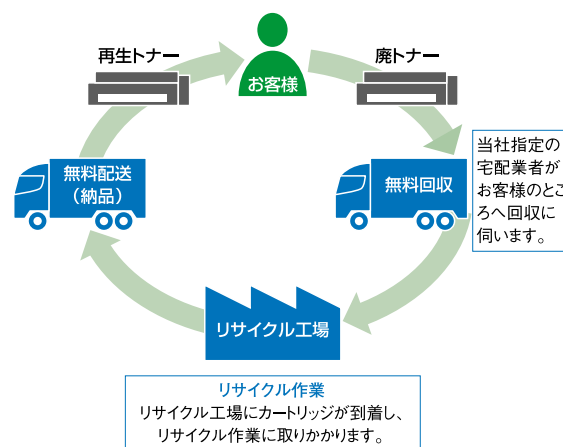 再生トナー
お客様
廃トナー
無料配送
（納品）
無料回収
当社指定の
宅配業者が
お客様のとこ
ろへ回収に
伺います。
リサイクル工場
リサイクル作業
リサイクル工場にカートリッジが到着し、
リサイクル作業に取りかかります。